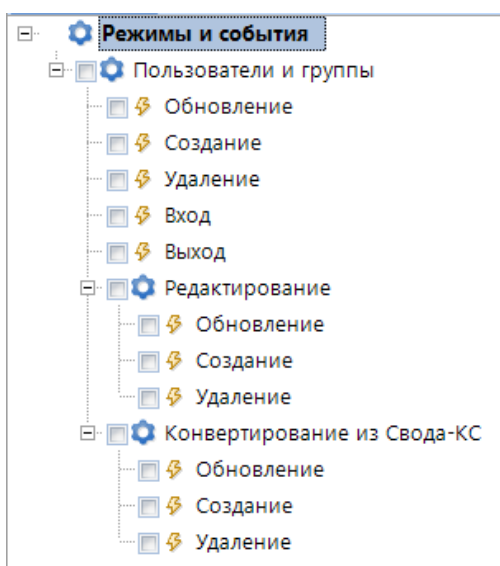 Режимы и события
Пользователи и группы
Обновление
Создание
Удаление
Вход
Выход
Редактирование
Обновление
Создание
Удаление
Конвертирование из Свода-КС
Обновление
Создание
Удаление